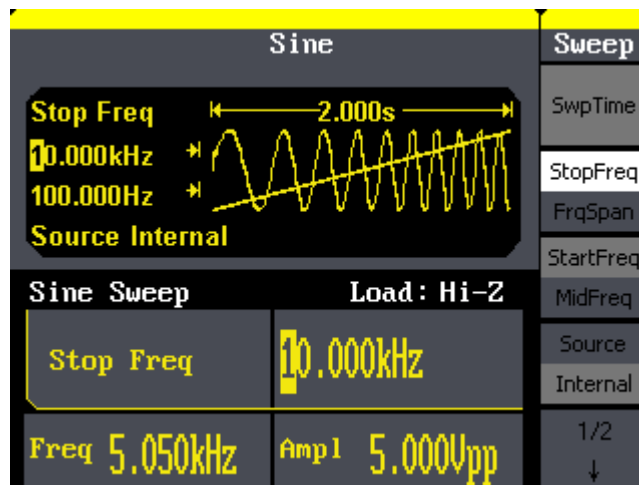 Sine
Sweep
Stop Freq
2.000s
10.000kHz
100.000Hz
Source Internal
SwpTime
StopFreq
FrqSpan
StartFreq
MidFreq
Source
Internal
1/2
↓
Sine Sweep
Load: Hi-Z
Stop Freq
10.000kHz
Freq 5.050kHz
Ampl 5.000Vpp